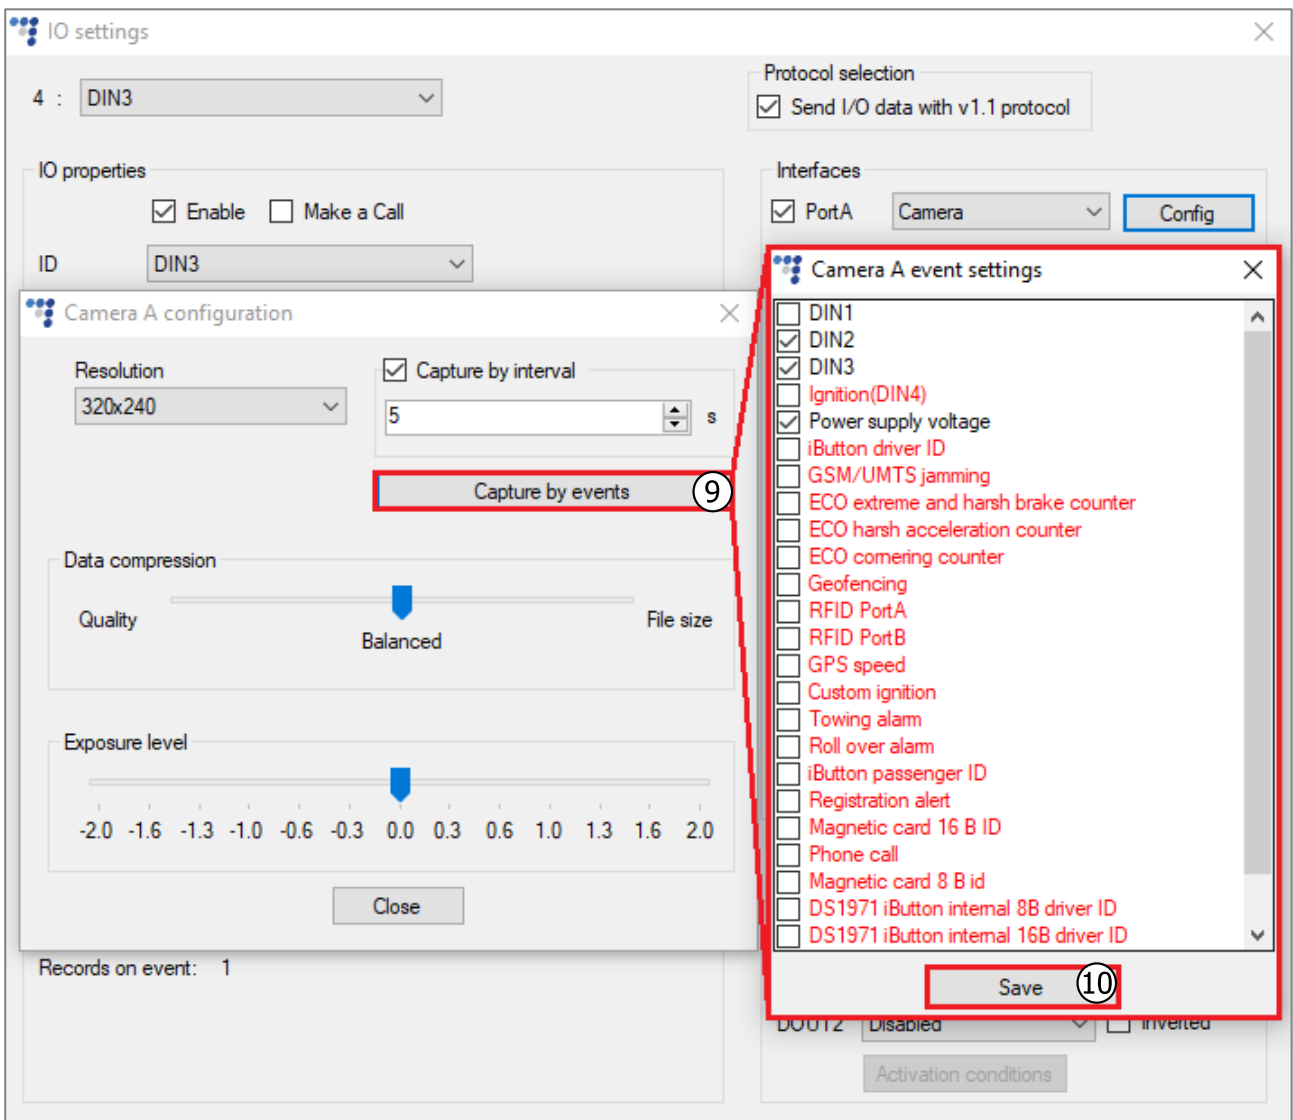 IO settings
4 : DIN3
Protocol selection
Send I/O data with v1.1 protocol
IO properties
Enable Make a Call
ID DIN3
Interfaces
PortA Camera Config
Camera A configuration
Resolution
320x240
Capture by interval
5 s
Capture by events 9
Data compression
Quality File size
Balanced
Exposure level
-2.0 -1.6 -1.3 -1.0 -0.6 -0.3 0.0 0.3 0.6 1.0 1.3 1.6 2.0
Close
Camera A event settings
DIN1
DIN2
DIN3
Ignition(DIN4)
Power supply voltage
iButton driver ID
GSM/UMTS jamming
ECO extreme and harsh brake counter
ECO harsh acceleration counter
ECO cornering counter
Geofencing
RFID PortA
RFID PortB
GPS speed
Custom ignition
Towing alarm
Roll over alarm
iButton passenger ID
Registration alert
Magnetic card 16 B ID
Phone call
Magnetic card 8 B id
DS1971 iButton internal 8B driver ID
DS1971 iButton internal 16B driver ID
Save 10
Records on event: 1
DOUT2 Disabled Inverted
Activation conditions